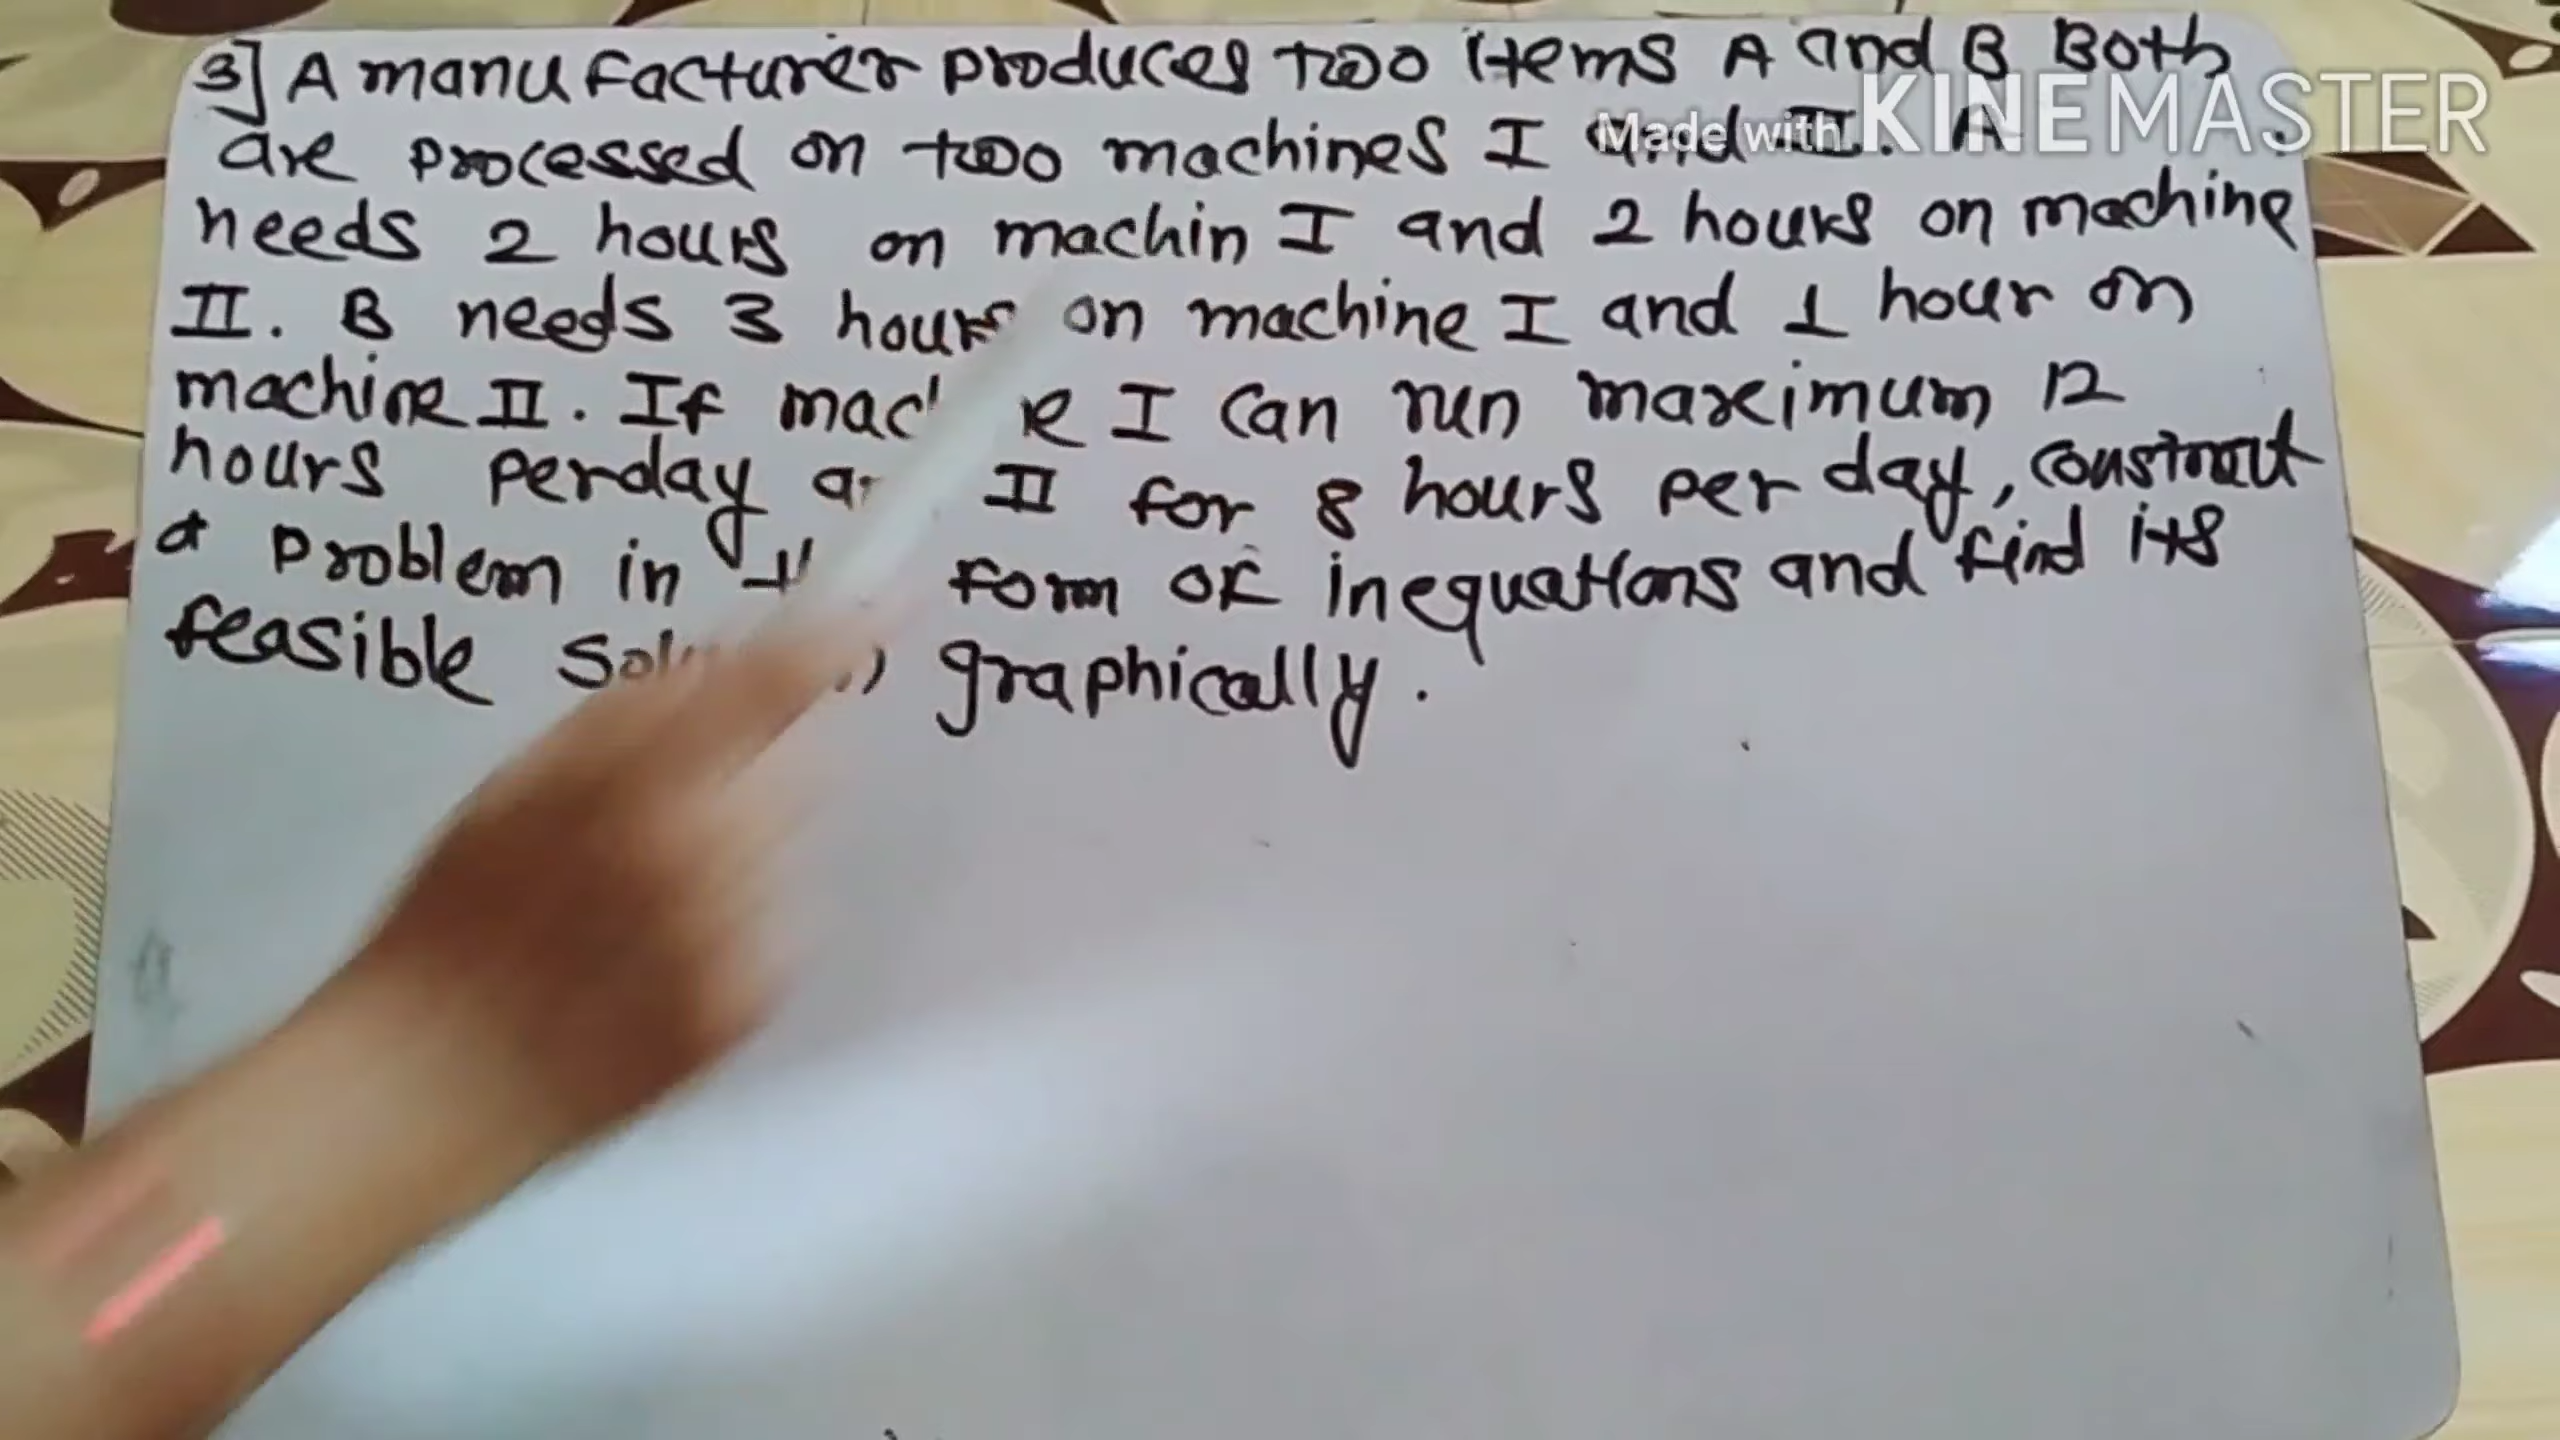 3] A manufacturer produces two items A and B Both
are processed on two machines I and II. A
needs 2 hours on machin I and 2 hours on machine
II. B needs 3 hours on machine I and 1 hour on
machine II. If I can run maximum 12
hours perday II for 8 hours per day, construct
a problem in form of inequations and find its
feasible graphically.
Made with KINEMASTER